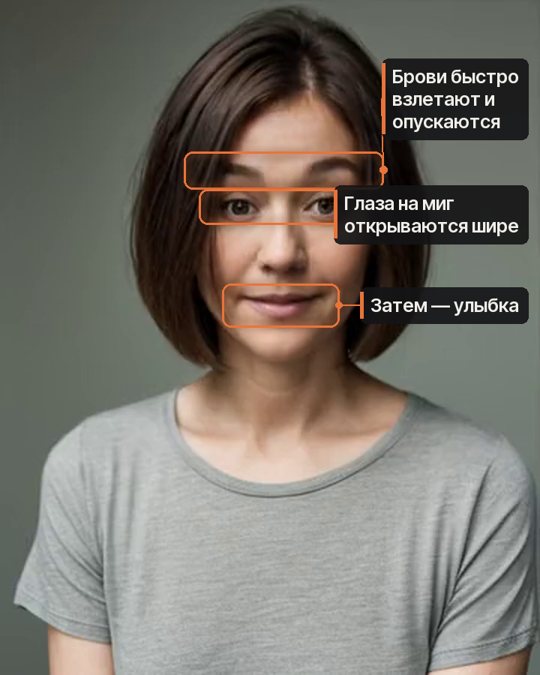 Брови быстро
взлетают и
опускаются
Глаза на миг
открываются шире
Затем — улыбка